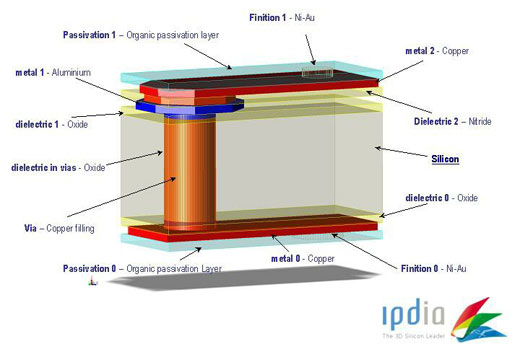 Finition 1 - Ni-Au
Passivation 1 – Organic passivation layer
metal 2 - Copper
metal 1 - Aluminium
dielectric 1 - Oxide
Dielectric 2 – Nitride
Silicon
dielectric in vias - Oxide
dielectric 0 - Oxide
Via – Copper filling
metal 0 - Copper
Passivation 0 – Organic passivation Layer
Finition 0 - Ni-Au
ipdia
The 3D Silicon Leader